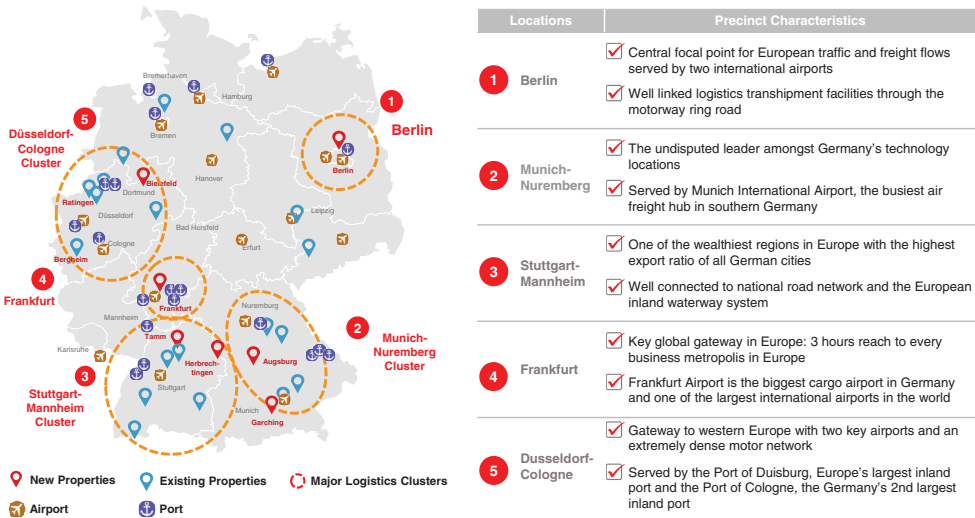 Bremerhaven
Hamburg
1
Berlin
5
Düsseldorf-
Cologne
Cluster
Bremen
Berlin
Hanover
Bielefeld
Dortmund
Ratingen
Düsseldorf
Leipzig
Bad Horsfeld
Cologne
Erfurt
Bergheim
4
Frankfurt
Frankfurt
Nuremburg
Mannheim
Tamm
2
Munich-
Nuremberg
Cluster
Karlsruhe
Herbrech-
tingen
Augsburg
3
Stuttgart-
Mannheim
Cluster
Stuttgart
Munich
Garching
New Properties
Existing Properties
Major Logistics Clusters
Airport
Port
Locations
Precinct Characteristics
1
Berlin
Central focal point for European traffic and freight flows
served by two international airports
Well linked logistics transhipment facilities through the
motorway ring road
2
Munich-
Nuremberg
The undisputed leader amongst Germany's technology
locations
Served by Munich International Airport, the busiest air
freight hub in southern Germany
3
Stuttgart-
Mannheim
One of the wealthiest regions in Europe with the highest
export ratio of all German cities
Well connected to national road network and the European
inland waterway system
4
Frankfurt
Key global gateway in Europe: 3 hours reach to every
business metropolis in Europe
Frankfurt Airport is the biggest cargo airport in Germany
and one of the largest international airports in the world
5
Dusseldorf-
Cologne
Gateway to western Europe with two key airports and an
extremely dense motor network
Served by the Port of Duisburg, Europe's largest inland
port and the Port of Cologne, the Germany's 2nd largest
inland port